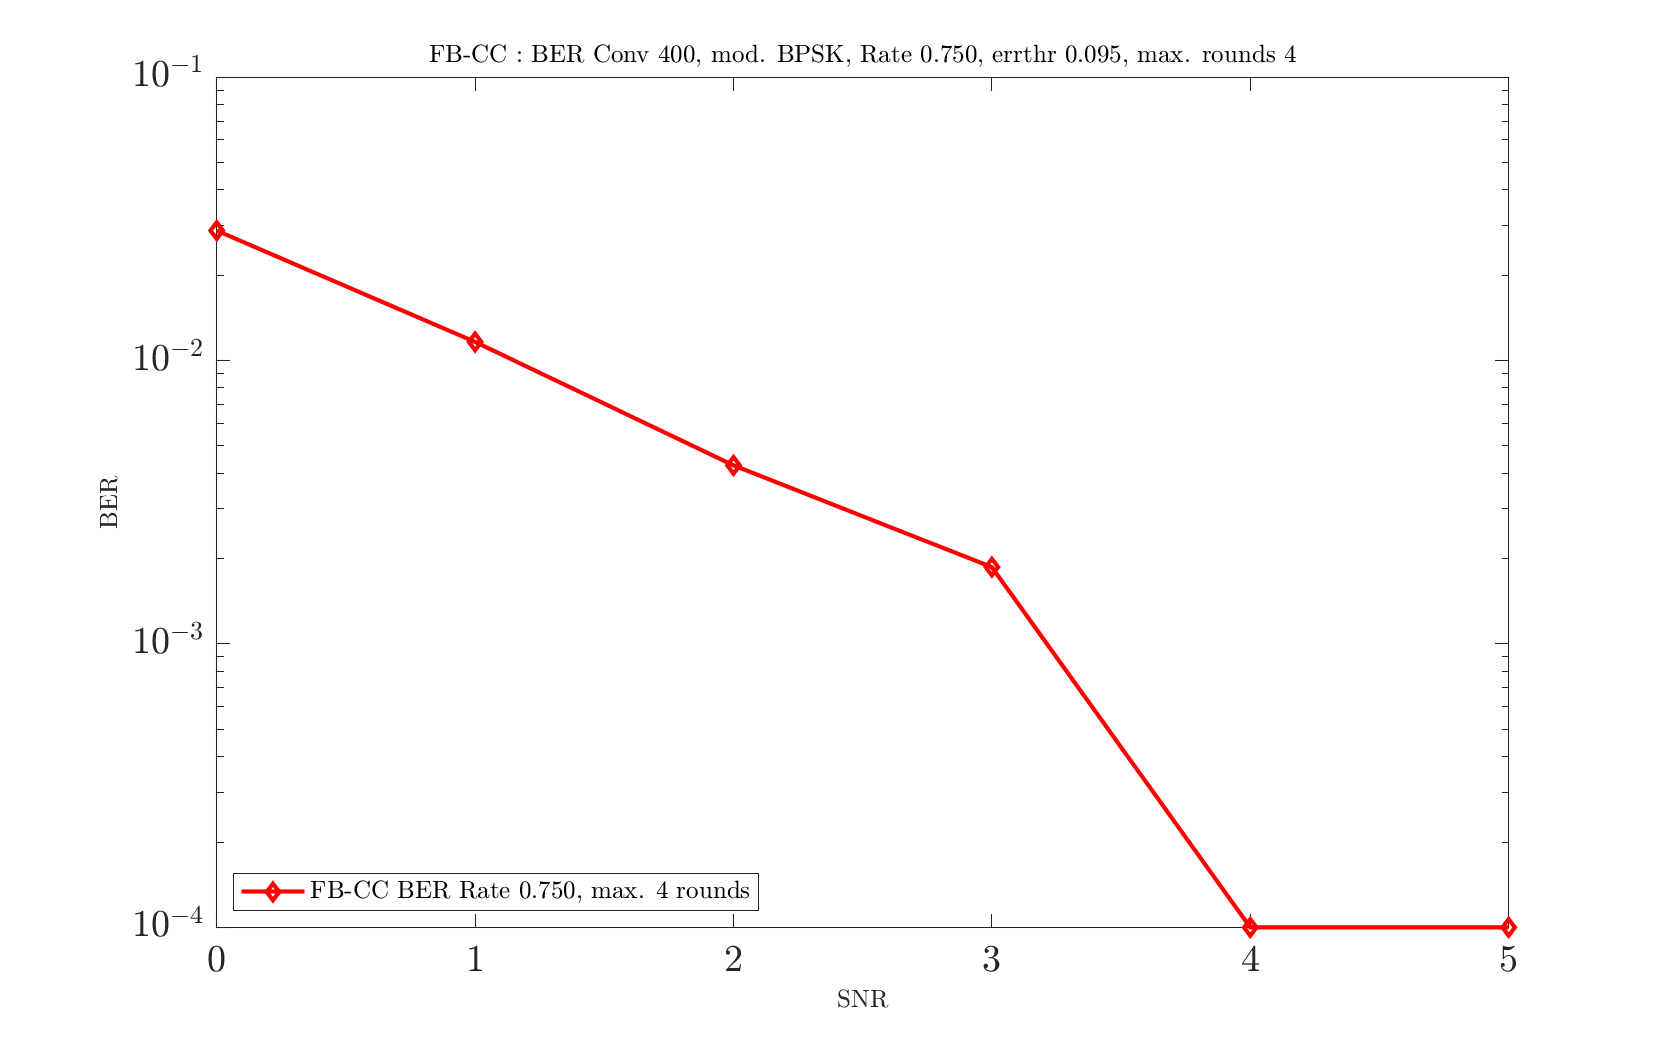 FB-CC : BER Conv 400, mod. BPSK, Rate 0.750, errthr 0.095, max. rounds 4
10⁻¹
10⁻²
10⁻³
10⁻⁴
BER
FB-CC BER Rate 0.750, max. 4 rounds
0 1 2 3 4 5
SNR